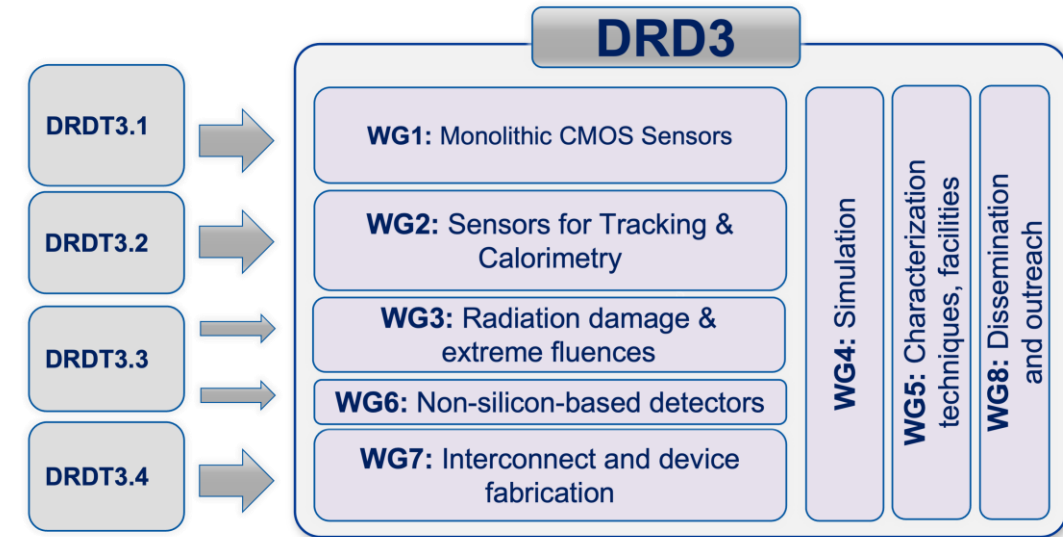 DRD3
DRDT3.1
DRDT3.2
DRDT3.3
DRDT3.4
WG1: Monolithic CMOS Sensors
WG2: Sensors for Tracking &
Calorimetry
WG3: Radiation damage &
extreme fluences
WG6: Non-silicon-based detectors
WG7: Interconnect and device
fabrication
WG4: Simulation
WG5: Characterization
techniques, facilities
WG8: Dissemination
and outreach